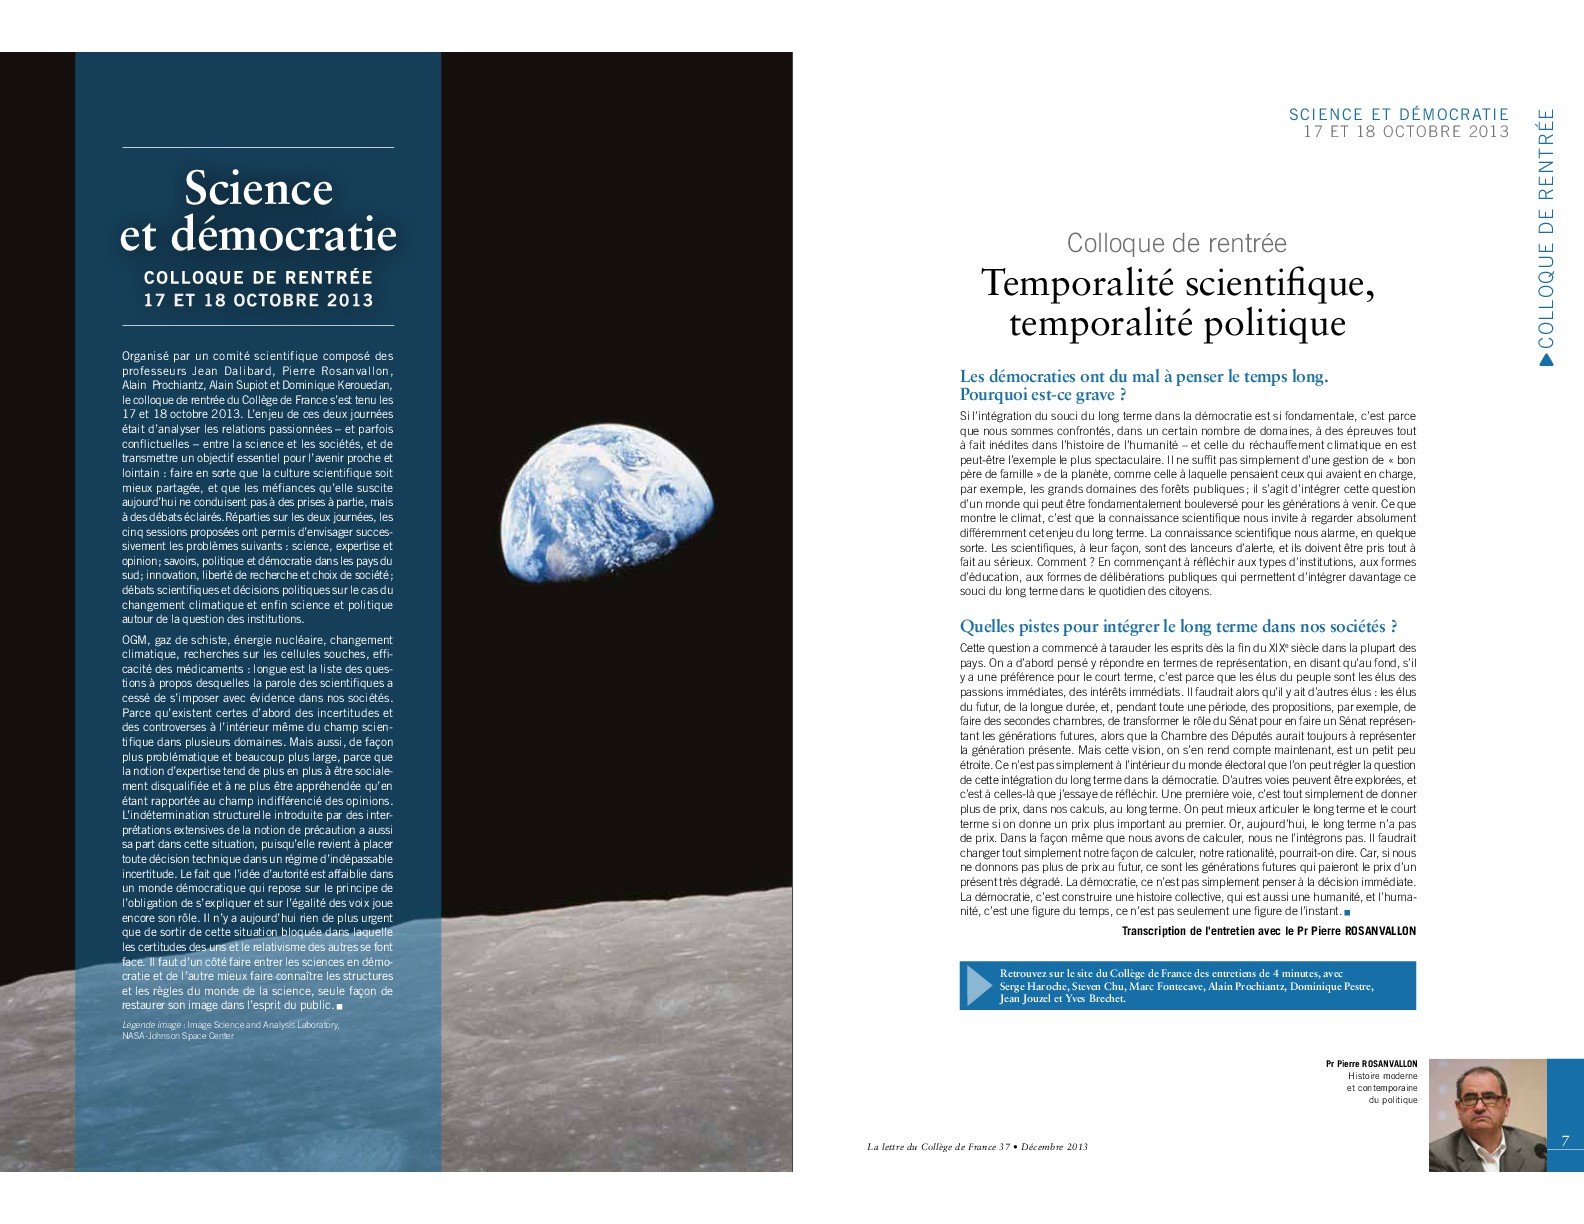 Science
et démocratie
COLLOQUE DE RENTRÉE
17 ET 18 OCTOBRE 2013
Organisé par un comité scientifique composé des
professeurs Jean Dalibard, Pierre Rosanvallon,
Alain Prochiantz, Alain Supiot et Dominique Kerouedan,
le colloque de rentrée du Collège de France s'est tenu les
17 et 18 octobre 2013. L'enjeu de ces deux journées
était d'analyser les relations passionnées – et parfois
conflictuelles – entre la science et les sociétés, et de
transmettre un objectif essentiel pour l'avenir proche et
lointain : faire en sorte que la culture scientifique soit
mieux partagée, et que les méfiances qu'elle suscite
aujourd'hui ne conduisent pas à des prises à partie, mais
à des débats éclairés. Réparties sur les deux journées, les
cinq sessions proposées ont permis d'envisager succes-
sivement les problèmes suivants : science, expertise et
opinion; savoirs, politique et démocratie dans les pays du
sud; innovation, liberté de recherche et choix de société;
débats scientifiques et décisions politiques sur le cas du
changement climatique et enfin science et politique
autour de la question des institutions.
OGM, gaz de schiste, énergie nucléaire, changement
climatique, recherches sur les cellules souches, effi-
cacité des médicaments : longue est la liste des ques-
tions à propos desquelles la parole des scientifiques a
cessé de s'imposer avec évidence dans nos sociétés.
Parce qu'existent certes d'abord des incertitudes et
des controverses à l'intérieur même du champ scien-
tifique dans plusieurs domaines. Mais aussi, de façon
plus problématique et beaucoup plus large, parce que
la notion d'expertise tend de plus en plus à être sociale-
ment disqualifiée et à ne plus être appréhendée qu'en
étant rapportée au champ indifférencié des opinions.
L'indétermination structurelle introduite par des inter-
prétations extensives de la notion de précaution a aussi
sa part dans cette situation, puisqu'elle revient à placer
toute décision technique dans un régime d'indépassable
incertitude. Le fait que l'idée d'autorité est affaiblie dans
un monde démocratique qui repose sur le principe de
l'obligation de s'expliquer et sur l'égalité des voix joue
encore son rôle. Il n'y a aujourd'hui rien de plus urgent
que de sortir de cette situation bloquée dans laquelle
les certitudes des uns et le relativisme des autres se font
face. Il faut d'un côté faire entrer les sciences en démo-
cratie et de l'autre mieux faire connaître les structures
et les règles du monde de la science, seule façon de
restaurer son image dans l'esprit du public. ■
Légende image : Image Science and Analysis Laboratory,
NASA-Johnson Space Center
SCIENCE ET DÉMOCRATIE
17 ET 18 OCTOBRE 2013
COLLOQUE DE RENTRÉE
Colloque de rentrée
Temporalité scientifique,
temporalité politique
Les démocraties ont du mal à penser le temps long.
Pourquoi est-ce grave ?
Si l'intégration du souci du long terme dans la démocratie est si fondamentale, c'est parce
que nous sommes confrontés, dans un certain nombre de domaines, à des épreuves tout
à fait inédites dans l'histoire de l'humanité – et celle du réchauffement climatique en est
peut-être l'exemple le plus spectaculaire. Il ne suffit pas simplement d'une gestion de « bon
père de famille » de la planète, comme celle à laquelle pensaient ceux qui avaient en charge,
par exemple, les grands domaines des forêts publiques; il s'agit d'intégrer cette question
d'un monde qui peut être fondamentalement bouleversé pour les générations à venir. Ce que
montre le climat, c'est que la connaissance scientifique nous invite à regarder absolument
différemment cet enjeu du long terme. La connaissance scientifique nous alarme, en quelque
sorte. Les scientifiques, à leur façon, sont des lanceurs d'alerte, et ils doivent être pris tout à
fait au sérieux. Comment ? En commençant à réfléchir aux types d'institutions, aux formes
d'éducation, aux formes de délibérations publiques qui permettent d'intégrer davantage ce
souci du long terme dans le quotidien des citoyens.
Quelles pistes pour intégrer le long terme dans nos sociétés ?
Cette question a commencé à tarauder les esprits dès la fin du XIXe siècle dans la plupart des
pays. On a d'abord pensé y répondre en termes de représentation, en disant qu'au fond, s'il
y a une préférence pour le court terme, c'est parce que les élus du peuple sont les élus des
passions immédiates, des intérêts immédiats. Il faudrait alors qu'il y ait d'autres élus : les élus
du futur, de la longue durée, et, pendant toute une période, des propositions, par exemple, de
faire des secondes chambres, de transformer le rôle du Sénat pour en faire un Sénat représen-
tant les générations futures, alors que la Chambre des Députés aurait toujours à représenter
la génération présente. Mais cette vision, on s'en rend compte maintenant, est un petit peu
étroite. Ce n'est pas simplement à l'intérieur du monde électoral que l'on peut régler la question
de cette intégration du long terme dans la démocratie. D'autres voies peuvent être explorées, et
c'est à celles-là que j'essaye de réfléchir. Une première voie, c'est tout simplement de donner
plus de prix, dans nos calculs, au long terme. On peut mieux articuler le long terme et le court
terme si on donne un prix plus important au premier. Or, aujourd'hui, le long terme n'a pas
de prix. Dans la façon même que nous avons de calculer, nous ne l'intégrons pas. Il faudrait
changer tout simplement notre façon de calculer, notre rationalité, pourrait-on dire. Car, si nous
ne donnons pas plus de prix au futur, ce sont les générations futures qui paieront le prix d'un
présent très dégradé. La démocratie, ce n'est pas simplement penser à la décision immédiate.
La démocratie, c'est construire une histoire collective, qui est aussi une humanité, et l'huma-
nité, c'est une figure du temps, ce n'est pas seulement une figure de l'instant. ■
Transcription de l'entretien avec le Pr Pierre ROSANVALLON
Retrouvez sur le site du Collège de France des entretiens de 4 minutes, avec
Serge Haroche, Steven Chu, Marc Fontecave, Alain Prochiantz, Dominique Pestre,
Jean Jouzel et Yves Brechet.
Pr Pierre ROSANVALLON
Histoire moderne
et contemporaine
du politique
La lettre du Collège de France 37 • Décembre 2013
7